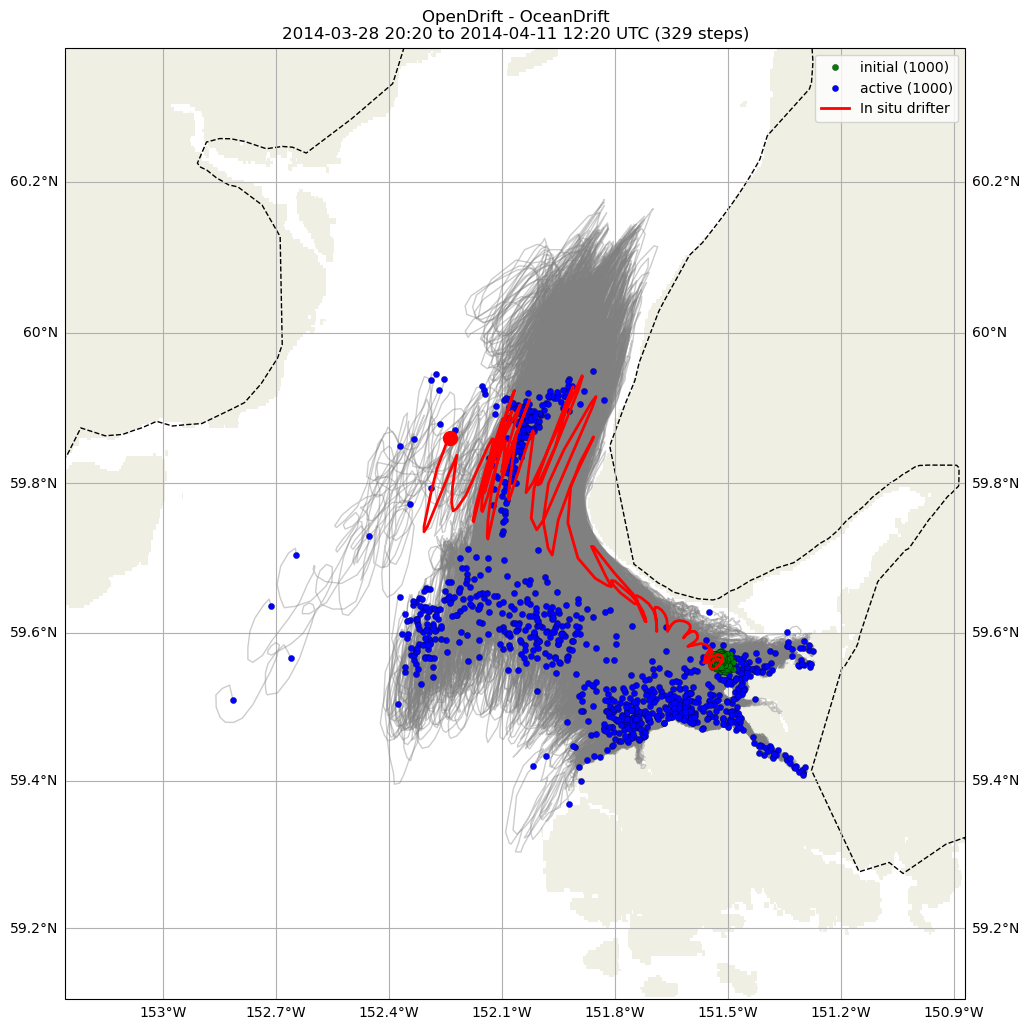 OpenDrift - OceanDrift
2014-03-28 20:20 to 2014-04-11 12:20 UTC (329 steps)
initial (1000)
active (1000)
In situ drifter
60.2°N
60.2°N
60°N
60°N
59.8°N
59.8°N
59.6°N
59.6°N
59.4°N
59.4°N
59.2°N
59.2°N
153°W 152.7°W 152.4°W 152.1°W 151.8°W 151.5°W 151.2°W 150.9°W